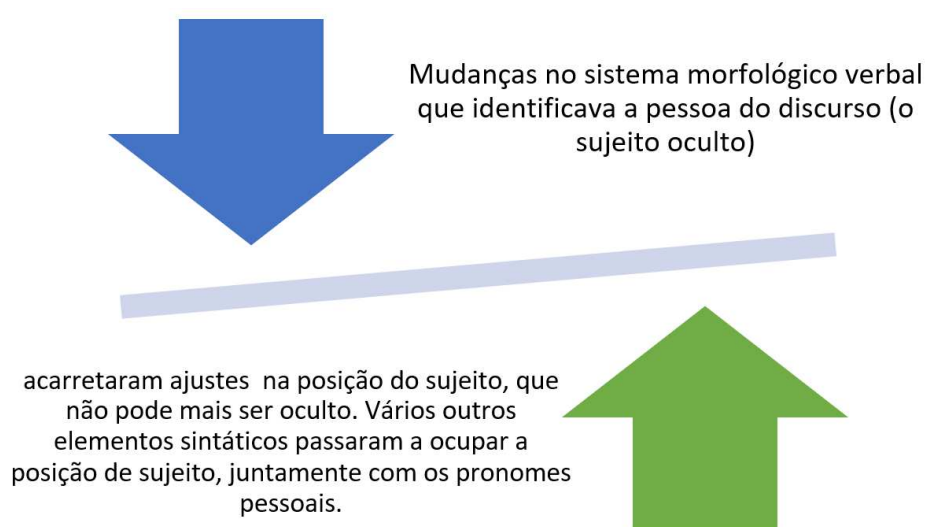 Mudanças no sistema morfológico verbal
que identificava a pessoa do discurso (o
sujeito oculto)
acarretaram ajustes  na posição do sujeito, que
não pode mais ser oculto. Vários outros
elementos sintáticos passaram a ocupar a
posição de sujeito, juntamente com os pronomes
pessoais.